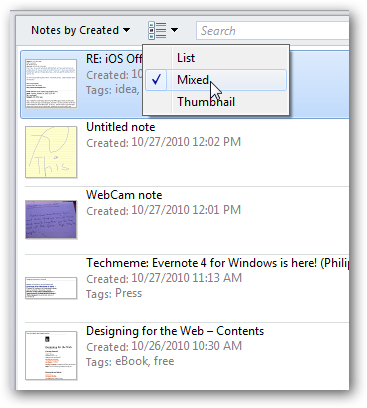 Notes by Created
Search
List
Mixed
Thumbnail
RE: iOS Off
Created: 10
Tags: idea,
This
Untitled note
Created: 10/27/2010 12:02 PM
WebCam note
Created: 10/27/2010 12:01 PM
Techmeme: Evernote 4 for Windows is here! (Philip
Created: 10/27/2010 11:13 AM
Tags: Press
Designing for the Web – Contents
Created: 10/26/2010 10:30 AM
Tags: eBook, free